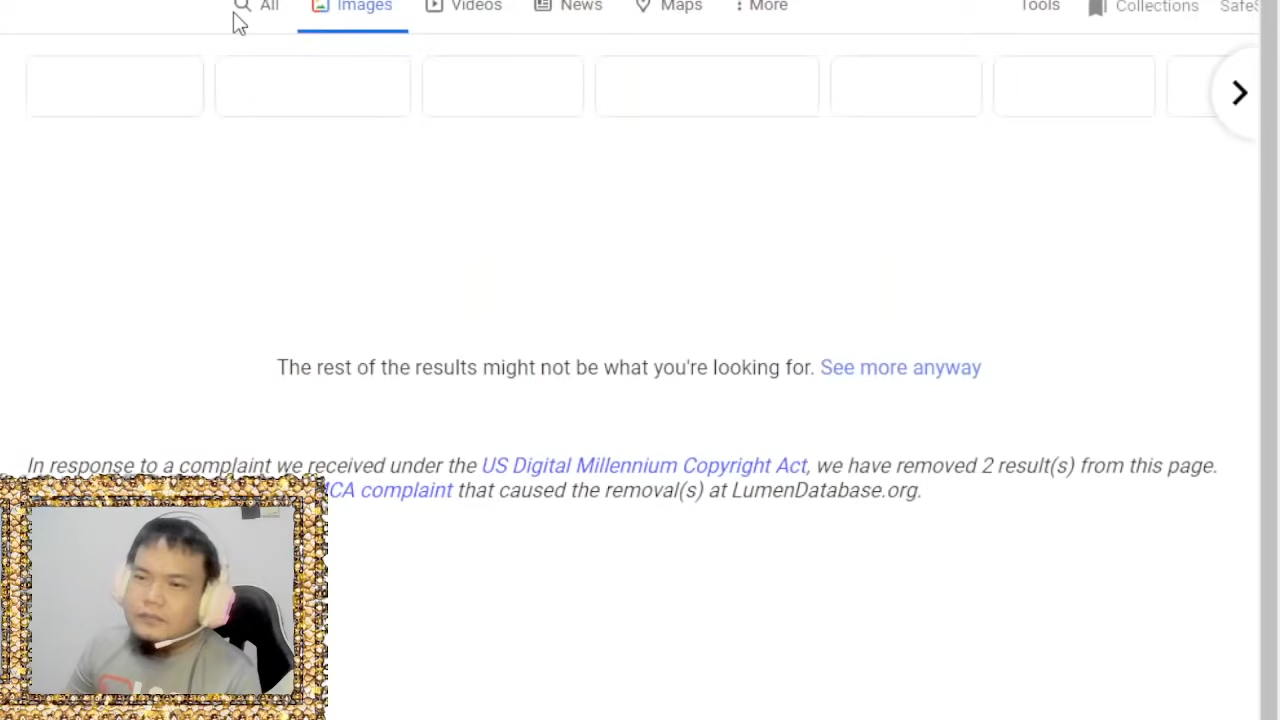 All Images Videos News Maps More Tools Collections
The rest of the results might not be what you're looking for. See more anyway
In response to a complaint we received under the US Digital Millennium Copyright Act, we have removed 2 result(s) from this page.
complaint that caused the removal(s) at LumenDatabase.org.